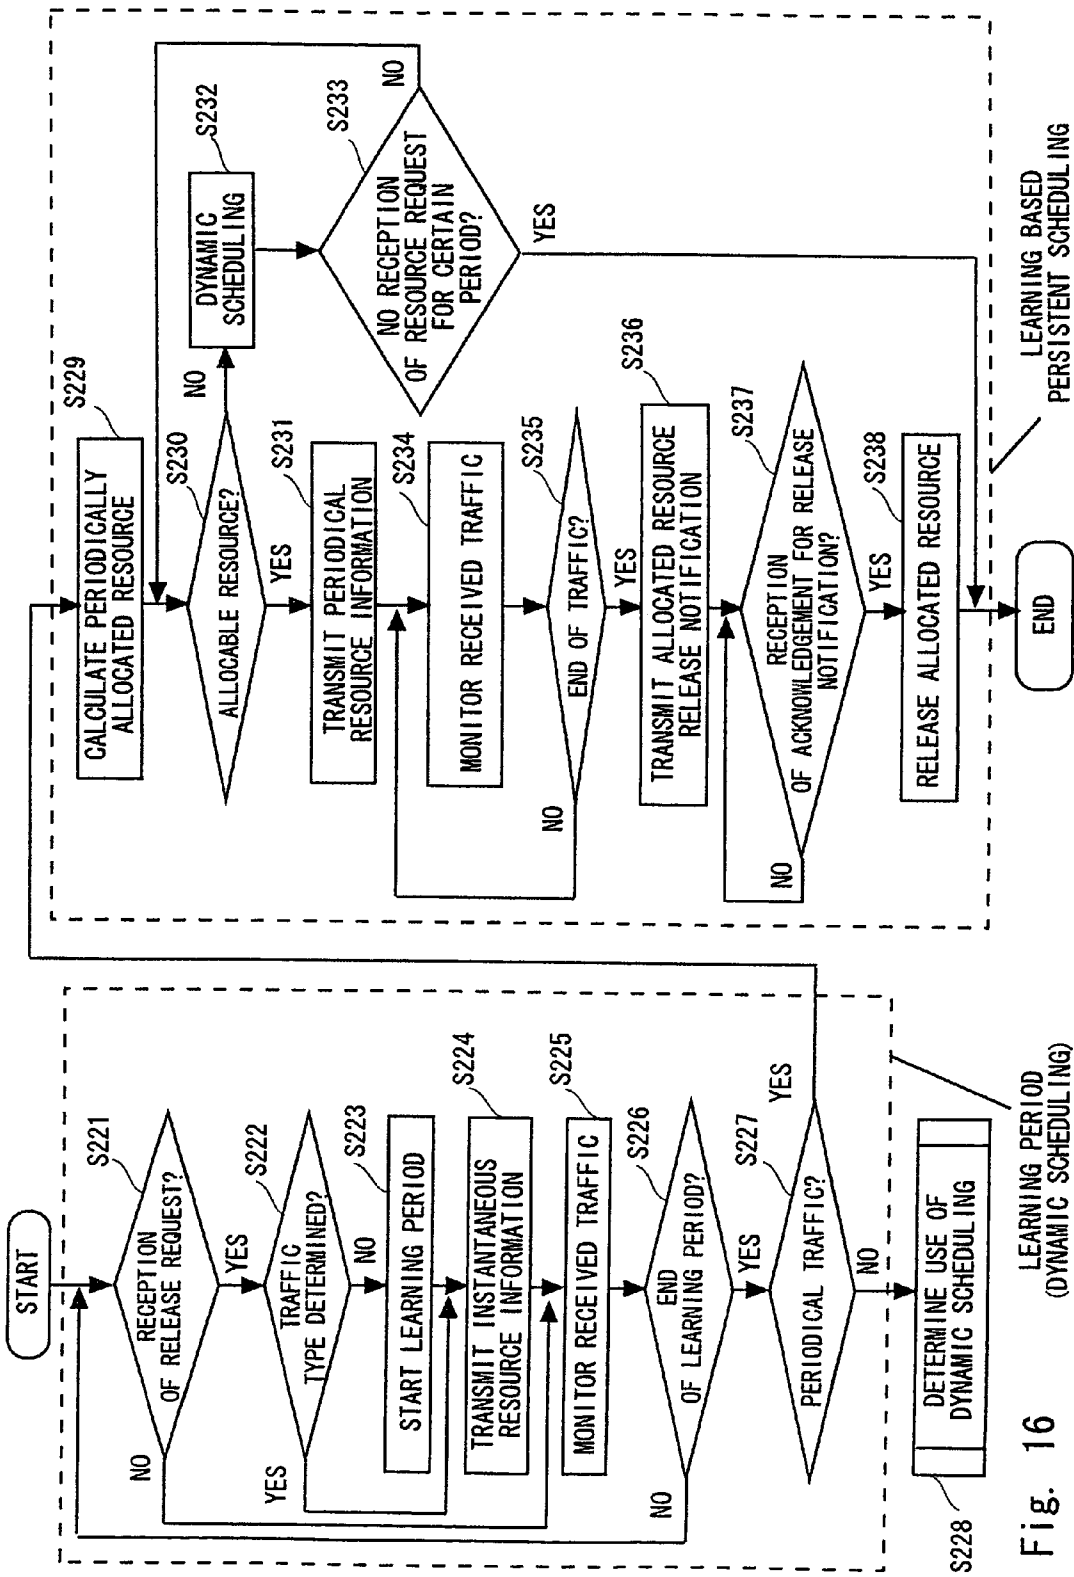 START
S221
RECEPTION
OF RELEASE REQUEST?
NO
YES
S222
TRAFFIC
TYPE DETERMINED?
YES
NO
S223
START LEARNING PERIOD
S224
TRANSMIT INSTANTANEOUS
RESOURCE INFORMATION
S225
MONITOR RECEIVED TRAFFIC
S226
END
OF LEARNING PERIOD?
NO
YES
S227
PERIODICAL TRAFFIC?
YES
NO
S228
DETERMINE USE OF
DYNAMIC SCHEDULING
LEARNING PERIOD
(DYNAMIC SCHEDULING)
S229
CALCULATE PERIODICALLY
ALLOCATED RESOURCE
S230
ALLOCABLE RESOURCE?
NO
YES
S231
TRANSMIT PERIODICAL
RESOURCE INFORMATION
S232
DYNAMIC
SCHEDULING
S233
NO RECEPTION
OF RESOURCE REQUEST
FOR CERTAIN
PERIOD?
NO
YES
S234
MONITOR RECEIVED TRAFFIC
S235
END OF TRAFFIC?
NO
YES
S236
TRANSMIT ALLOCATED RESOURCE
RELEASE NOTIFICATION
S237
RECEPTION
OF ACKNOWLEDGEMENT FOR RELEASE
NOTIFICATION?
NO
YES
S238
RELEASE ALLOCATED RESOURCE
END
LEARNING BASED
PERSISTENT SCHEDULING
Fig. 16